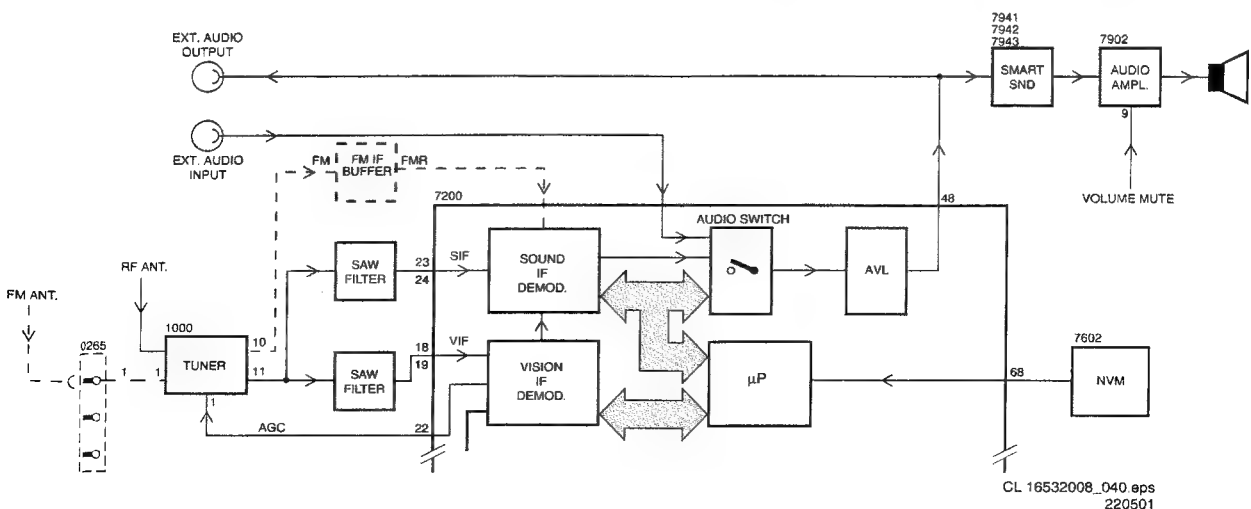 EXT. AUDIO
OUTPUT
7941
7942
7943
SMART
SND
7902
AUDIO
AMPL.
9
VOLUME MUTE
EXT. AUDIO
INPUT
FM
FM IF
BUFFER
FMR
7200
48
AUDIO SWITCH
RF ANT.
SAW
FILTER
23
24
SIF
SOUND
IF
DEMOD.
AVL
FM ANT.
0265
1
1
1000
TUNER
10
11
1
SAW
FILTER
18
19
VIF
VISION
IF
DEMOD.
µP
68
7602
NVM
AGC
22
CL 16532008_040.eps
220501